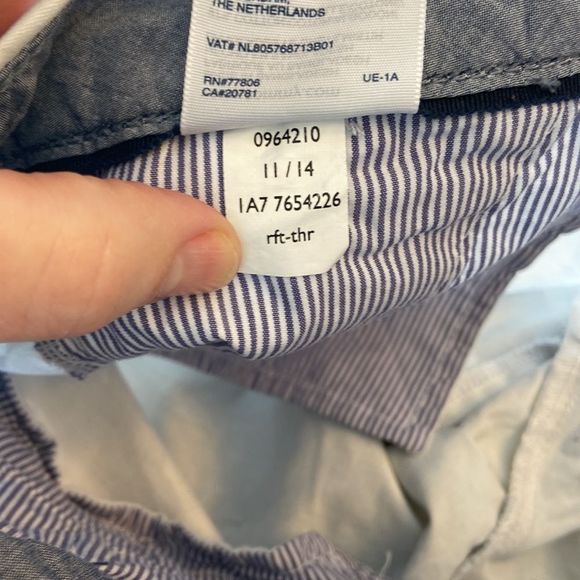 THE NETHERLANDS
VAT# NL805768713B01
RN#77806
CA#20781
UE-1A
0964210
11/14
1A7 7654226
rft-thr